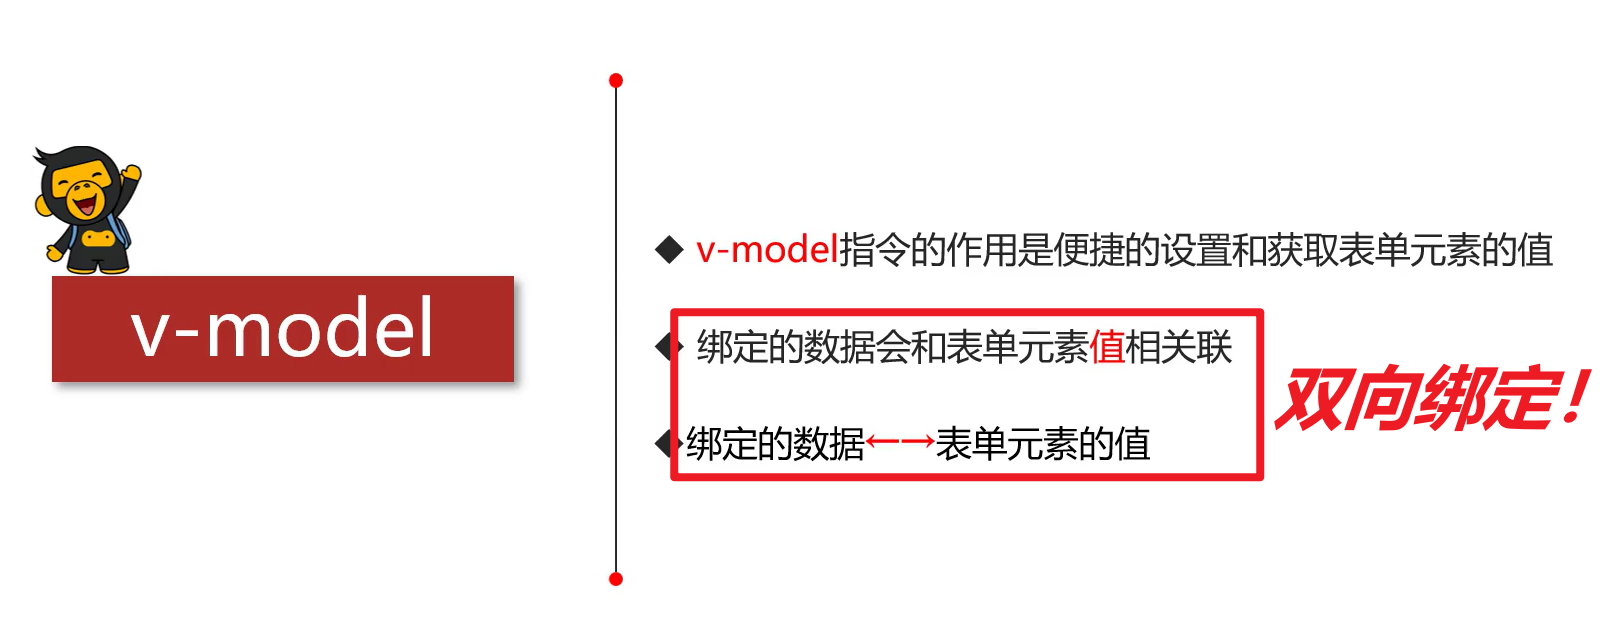 v-model
v-model指令的作用是便捷的设置和获取表单元素的值
绑定的数据会和表单元素值相关联
绑定的数据←→表单元素的值
双向绑定！